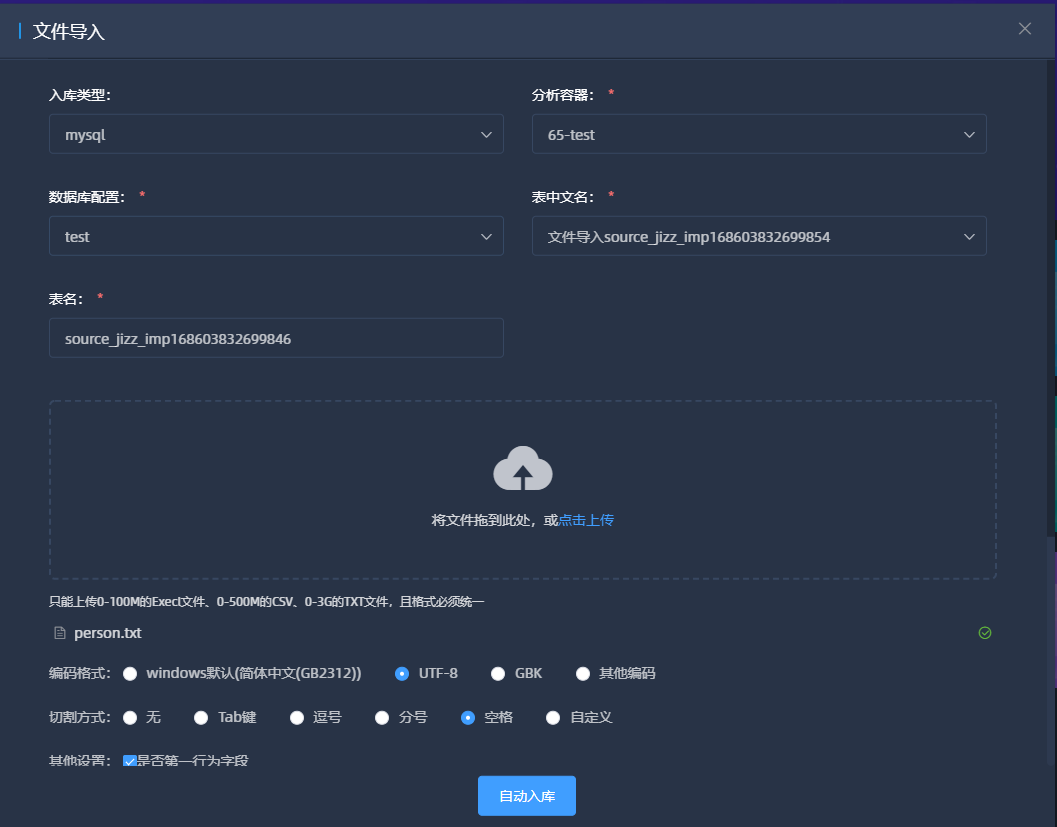 文件导入
入库类型：
分析容器： *
mysql
65-test
数据库配置： *
表中文名： *
test
文件导入source_jizz_imp168603832699854
表名： *
source_jizz_imp168603832699846
将文件拖到此处，或点击上传
只能上传0-100M的Exect文件、0-500M的CSV、0-3G的TXT文件，且格式必须统一
person.txt
编码格式： windows默认(简体中文(GB2312)) UTF-8 GBK 其他编码
切割方式： 无 Tab键 逗号 分号 空格 自定义
其他设置： 是否第一行为字段
自动入库